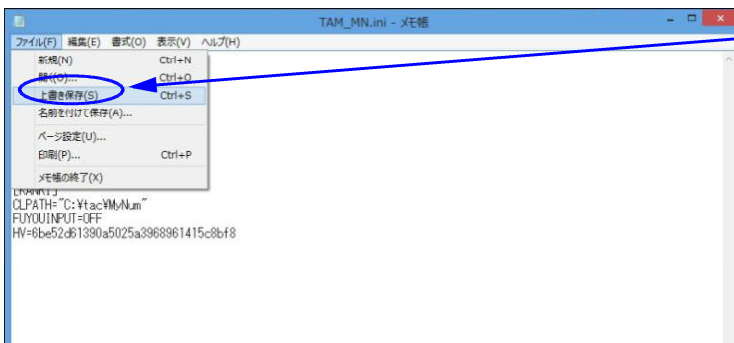 TAM_MN.ini - メモ帳
ファイル(F) 編集(E) 書式(O) 表示(V) ヘルプ(H)
新規(N) Ctrl+N
開く(O)... Ctrl+O
上書き保存(S) Ctrl+S
名前を付けて保存(A)...
ページ設定(U)...
印刷(P)... Ctrl+P
メモ帳の終了(X)
CLPATH="C:¥tac¥MyNum"
FUYOUINPUT=OFF
HV=6be52d61390a5025a3968961415c8bf8